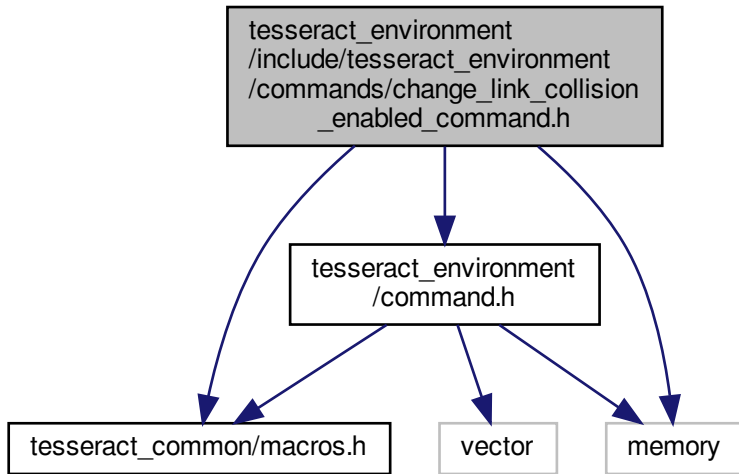 tesseract_environment
/include/tesseract_environment
/commands/change_link_collision
_enabled_command.h
tesseract_environment
/command.h
tesseract_common/macros.h
vector
memory